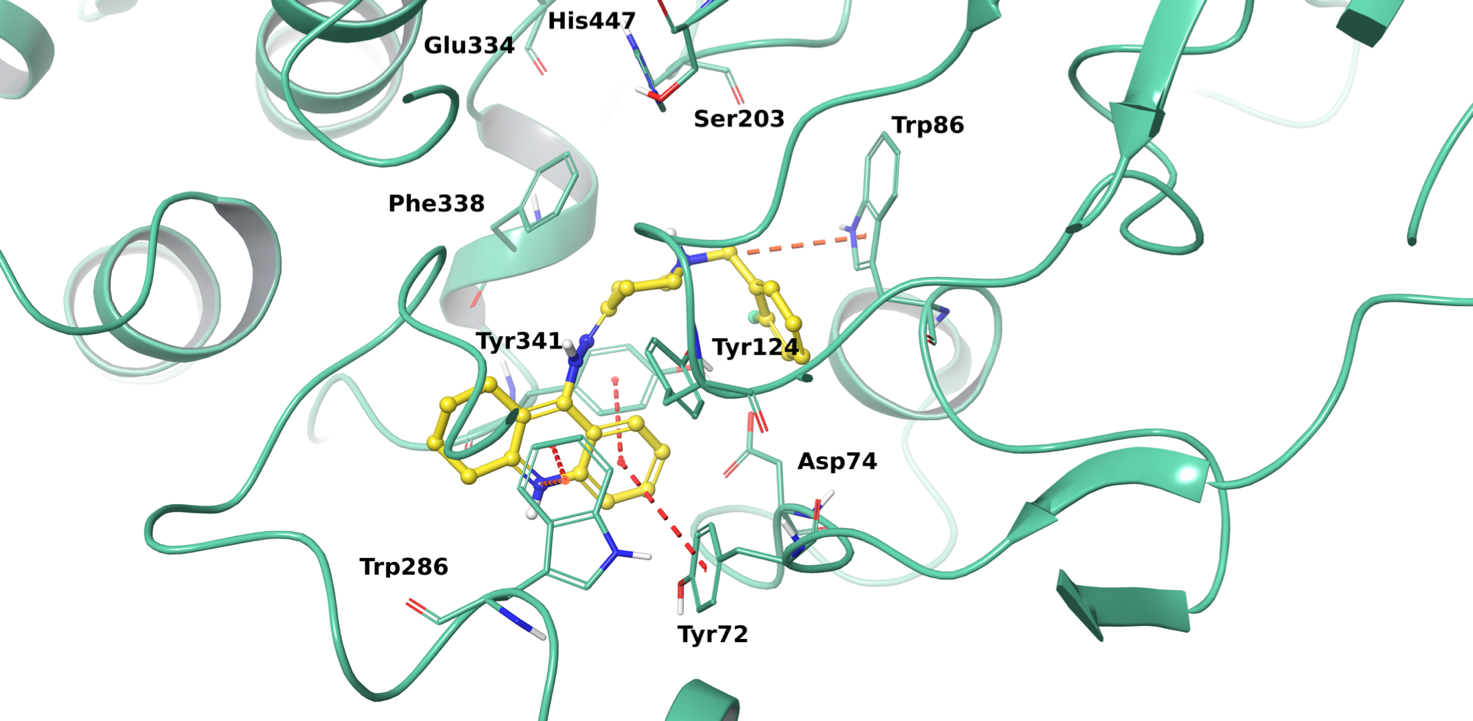 His447
Glu334
Ser203
Trp86
Phe338
Tyr341
Tyr124
Asp74
Trp286
Tyr72